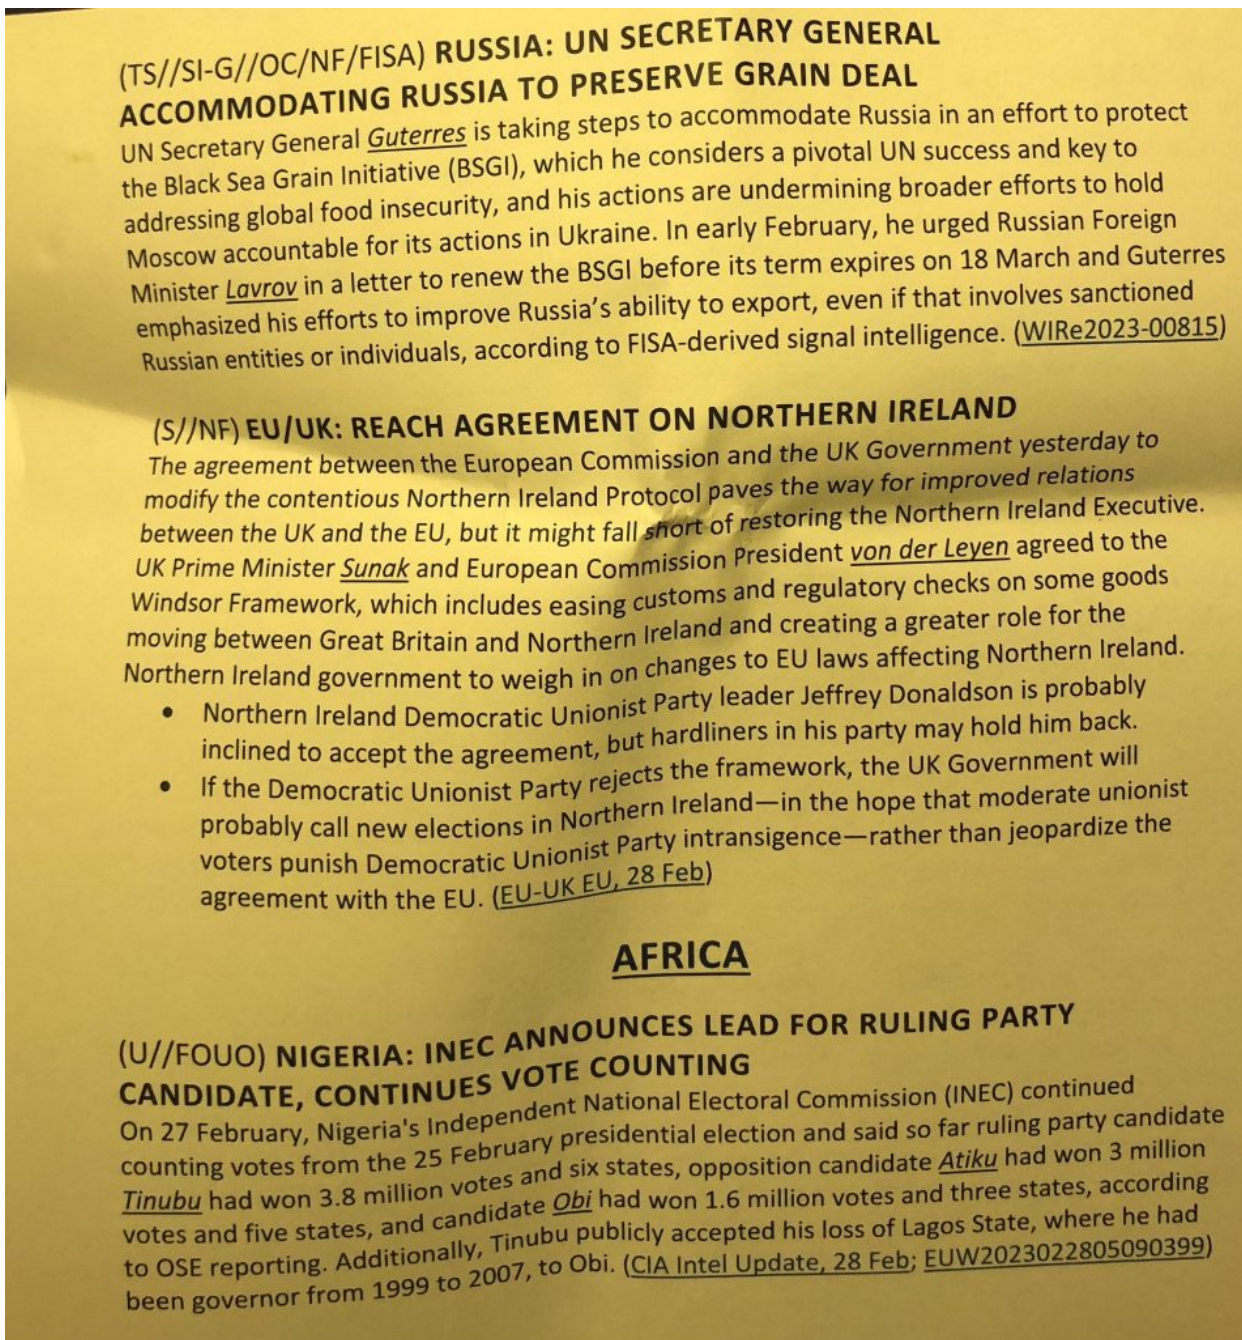 (TS//SI-G//OC/NF/FISA) RUSSIA: UN SECRETARY GENERAL
ACCOMMODATING RUSSIA TO PRESERVE GRAIN DEAL
UN Secretary General Guterres is taking steps to accommodate Russia in an effort to protect
the Black Sea Grain Initiative (BSGI), which he considers a pivotal UN success and key to
addressing global food insecurity, and his actions are undermining broader efforts to hold
Moscow accountable for its actions in Ukraine. In early February, he urged Russian Foreign
Minister Lavrov in a letter to renew the BSGI before its term expires on 18 March and Guterres
emphasized his efforts to improve Russia's ability to export, even if that involves sanctioned
Russian entities or individuals, according to FISA-derived signal intelligence. (WIRe2023-00815)
(S//NF) EU/UK: REACH AGREEMENT ON NORTHERN IRELAND
The agreement between the European Commission and the UK Government yesterday to
modify the contentious Northern Ireland Protocol paves the way for improved relations
between the UK and the EU, but it might fall short of restoring the Northern Ireland Executive.
UK Prime Minister Sunak and European Commission President von der Leyen agreed to the
Windsor Framework, which includes easing customs and regulatory checks on some goods
moving between Great Britain and Northern Ireland and creating a greater role for the
Northern Ireland government to weigh in on changes to EU laws affecting Northern Ireland.
• Northern Ireland Democratic Unionist Party leader Jeffrey Donaldson is probably
inclined to accept the agreement, but hardliners in his party may hold him back.
• If the Democratic Unionist Party rejects the framework, the UK Government will
probably call new elections in Northern Ireland—in the hope that moderate unionist
voters punish Democratic Unionist Party intransigence—rather than jeopardize the
agreement with the EU. (EU-UK EU, 28 Feb)
AFRICA
(U//FOUO) NIGERIA: INEC ANNOUNCES LEAD FOR RULING PARTY
CANDIDATE, CONTINUES VOTE COUNTING
On 27 February, Nigeria's Independent National Electoral Commission (INEC) continued
counting votes from the 25 February presidential election and said so far ruling party candidate
Tinubu had won 3.8 million votes and six states, opposition candidate Atiku had won 3 million
votes and five states, and candidate Obi had won 1.6 million votes and three states, according
to OSE reporting. Additionally, Tinubu publicly accepted his loss of Lagos State, where he had
been governor from 1999 to 2007, to Obi. (CIA Intel Update, 28 Feb; EUW2023022805090399)